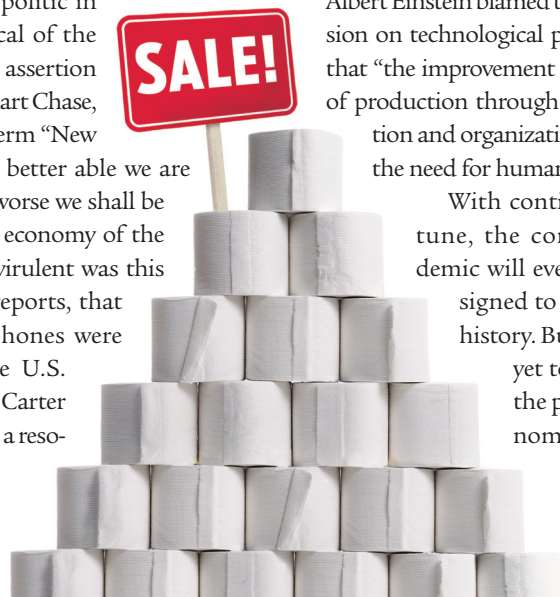 politic in
cal of the
assertion
art Chase,
erm “New
better able we are
worse we shall be
economy of the
virulent was this
reports, that
hones were
e U.S.
Carter
a reso-
SALE!
Albert Einstein blamed t
sion on technological p
that “the improvement
of production through
tion and organizati
the need for human
With conti
tune, the
demic will eve
signed to
history. Bu
yet to
the p
nom